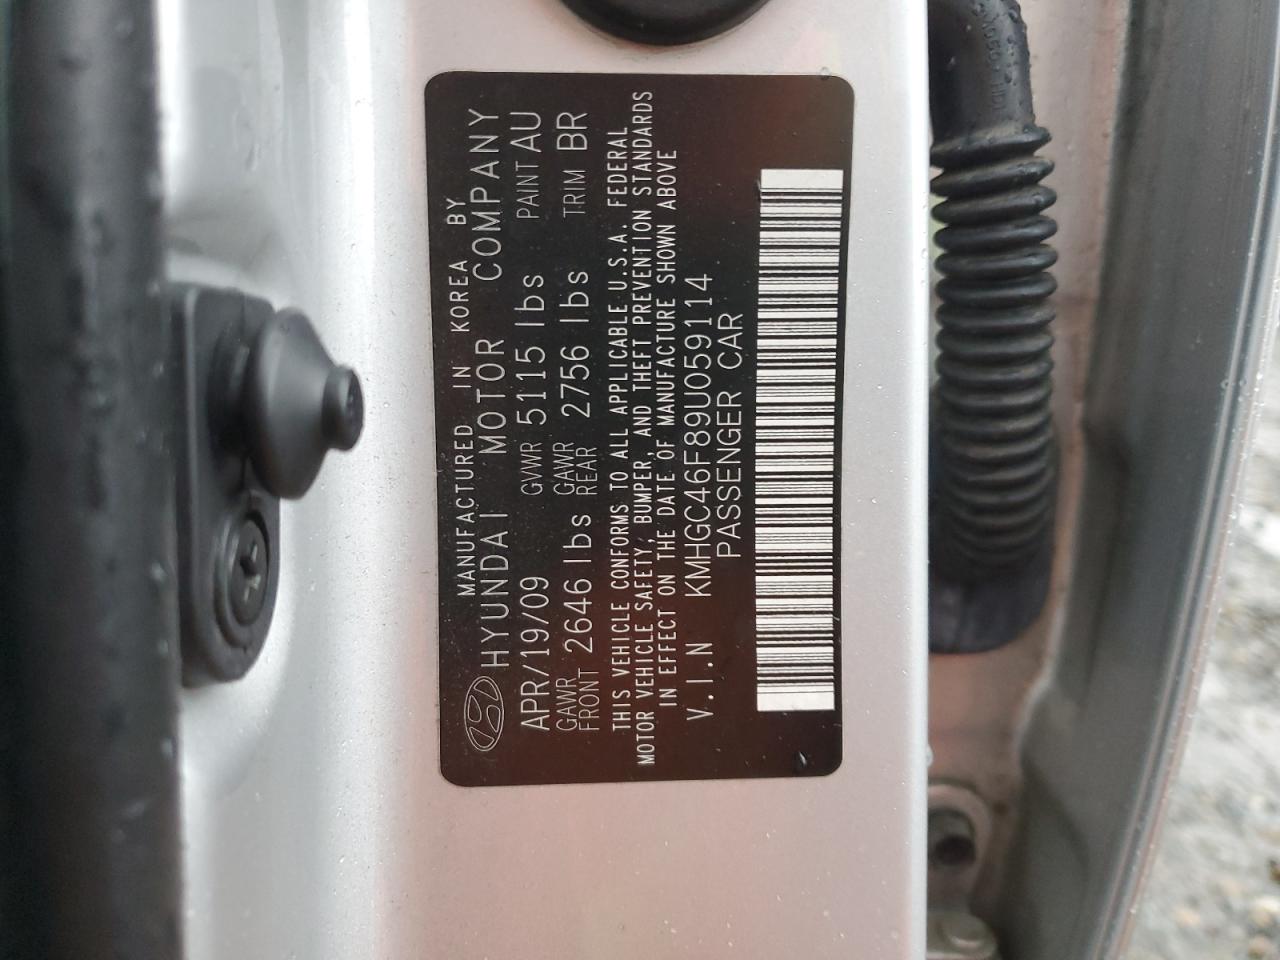 MANUFACTURED IN KOREA BY
HYUNDAI MOTOR COMPANY
APR/19/09 GVWR 5115 lbs PAINT AU
GAWR FRONT 2646 lbs GAWR REAR 2756 lbs TRIM BR
THIS VEHICLE CONFORMS TO ALL APPLICABLE U.S.A. FEDERAL
MOTOR VEHICLE SAFETY, BUMPER, AND THEFT PREVENTION STANDARDS
IN EFFECT ON THE DATE OF MANUFACTURE SHOWN ABOVE
V.I.N KMHGC46F89U059114
PASSENGER CAR